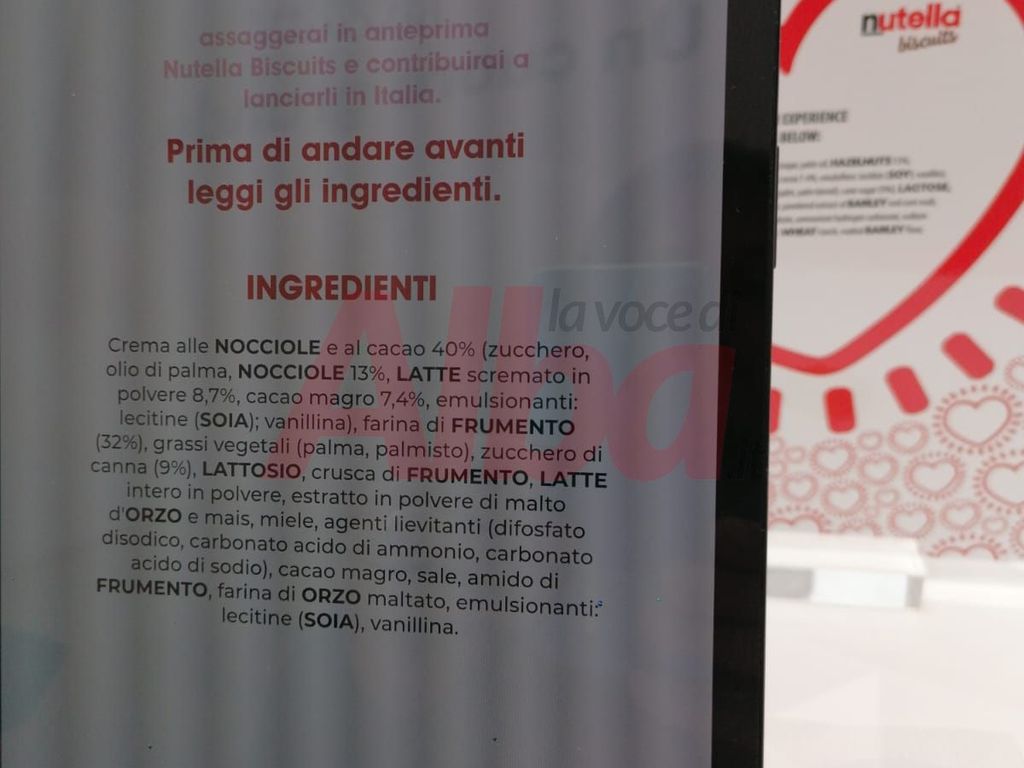 assaggerai in anteprima
Nutella Biscuits e contribuirai a
lanciarli in Italia.
Prima di andare avanti
leggi gli ingredienti.
INGREDIENTI
Crema alle NOCCIOLE e al cacao 40% (zucchero,
olio di palma, NOCCIOLE 13%, LATTE scremato in
polvere 8,7%, cacao magro 7,4%, emulsionanti:
lecitine (SOIA); vanillina), farina di FRUMENTO
(32%), grassi vegetali (palma, palmisto), zucchero di
canna (9%), LATTOSIO, crusca di FRUMENTO, LATTE
intero in polvere, estratto in polvere di malto
d'ORZO e mais, miele, agenti lievitanti (difosfato
disodico, carbonato acido di ammonio, carbonato
acido di sodio), cacao magro, sale, amido di
FRUMENTO, farina di ORZO maltato, emulsionanti:
lecitine (SOIA), vanillina.
la voce di
Alba
nutella
biscuits
EXPERIENCE
BELOW:
HAZELNUTS
(SOY)
LACTOSE,
BARLEY
WHEAT BARLEY